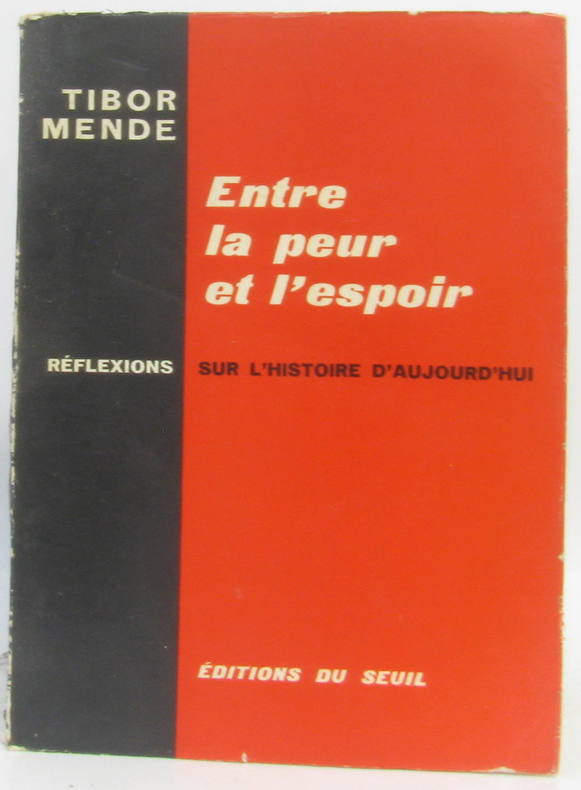 TIBOR
MENDE
Entre
la peur
et l'espoir
RÉFLEXIONS SUR L'HISTOIRE D'AUJOURD'HUI
ÉDITIONS DU SEUIL